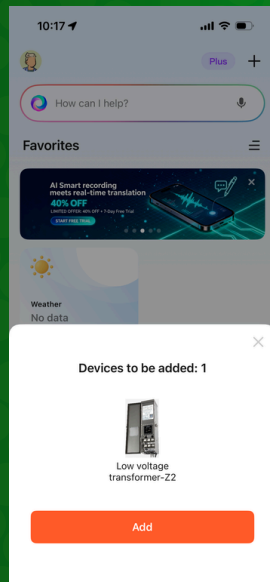 10:17
Plus
How can I help?
Favorites
AI Smart recording
meets real-time translation
40% OFF
LIMITED OFFER: 40% OFF + 1-Day Free Trial
START FREE TRIAL
Weather
No data
Devices to be added: 1
Low voltage
transformer-Z2
Add